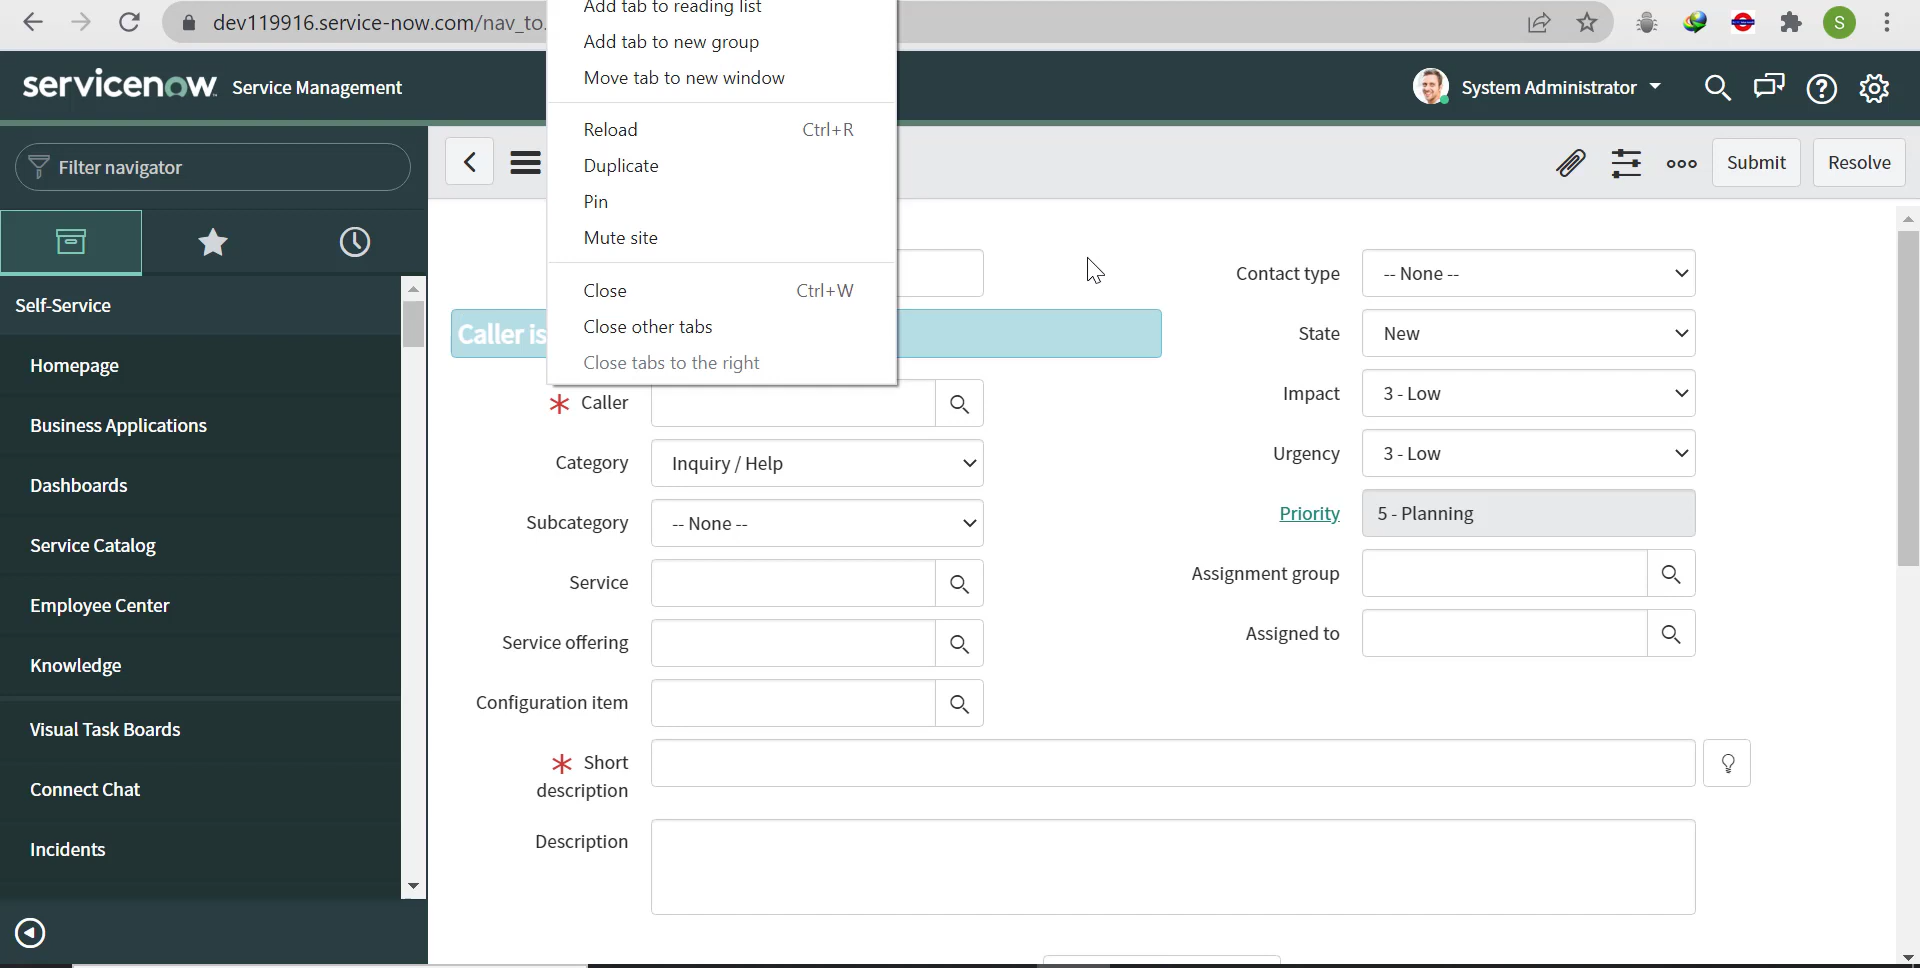 Add tab to reading list
dev119916.service-now.com/nav_to.
S
Add tab to new group
Move tab to new window
servicenow Service Management
System Administrator
Reload Ctrl+R
Duplicate
Pin
Mute site
Close Ctrl+W
Close other tabs
Close tabs to the right
Filter navigator
Submit
Resolve
Self-Service
Homepage
Business Applications
Dashboards
Service Catalog
Employee Center
Knowledge
Visual Task Boards
Connect Chat
Incidents
Caller is
Caller
Category Inquiry / Help
Subcategory -- None --
Service
Service offering
Configuration item
Short
description
Description
Contact type -- None --
State New
Impact 3 - Low
Urgency 3 - Low
Priority 5 - Planning
Assignment group
Assigned to